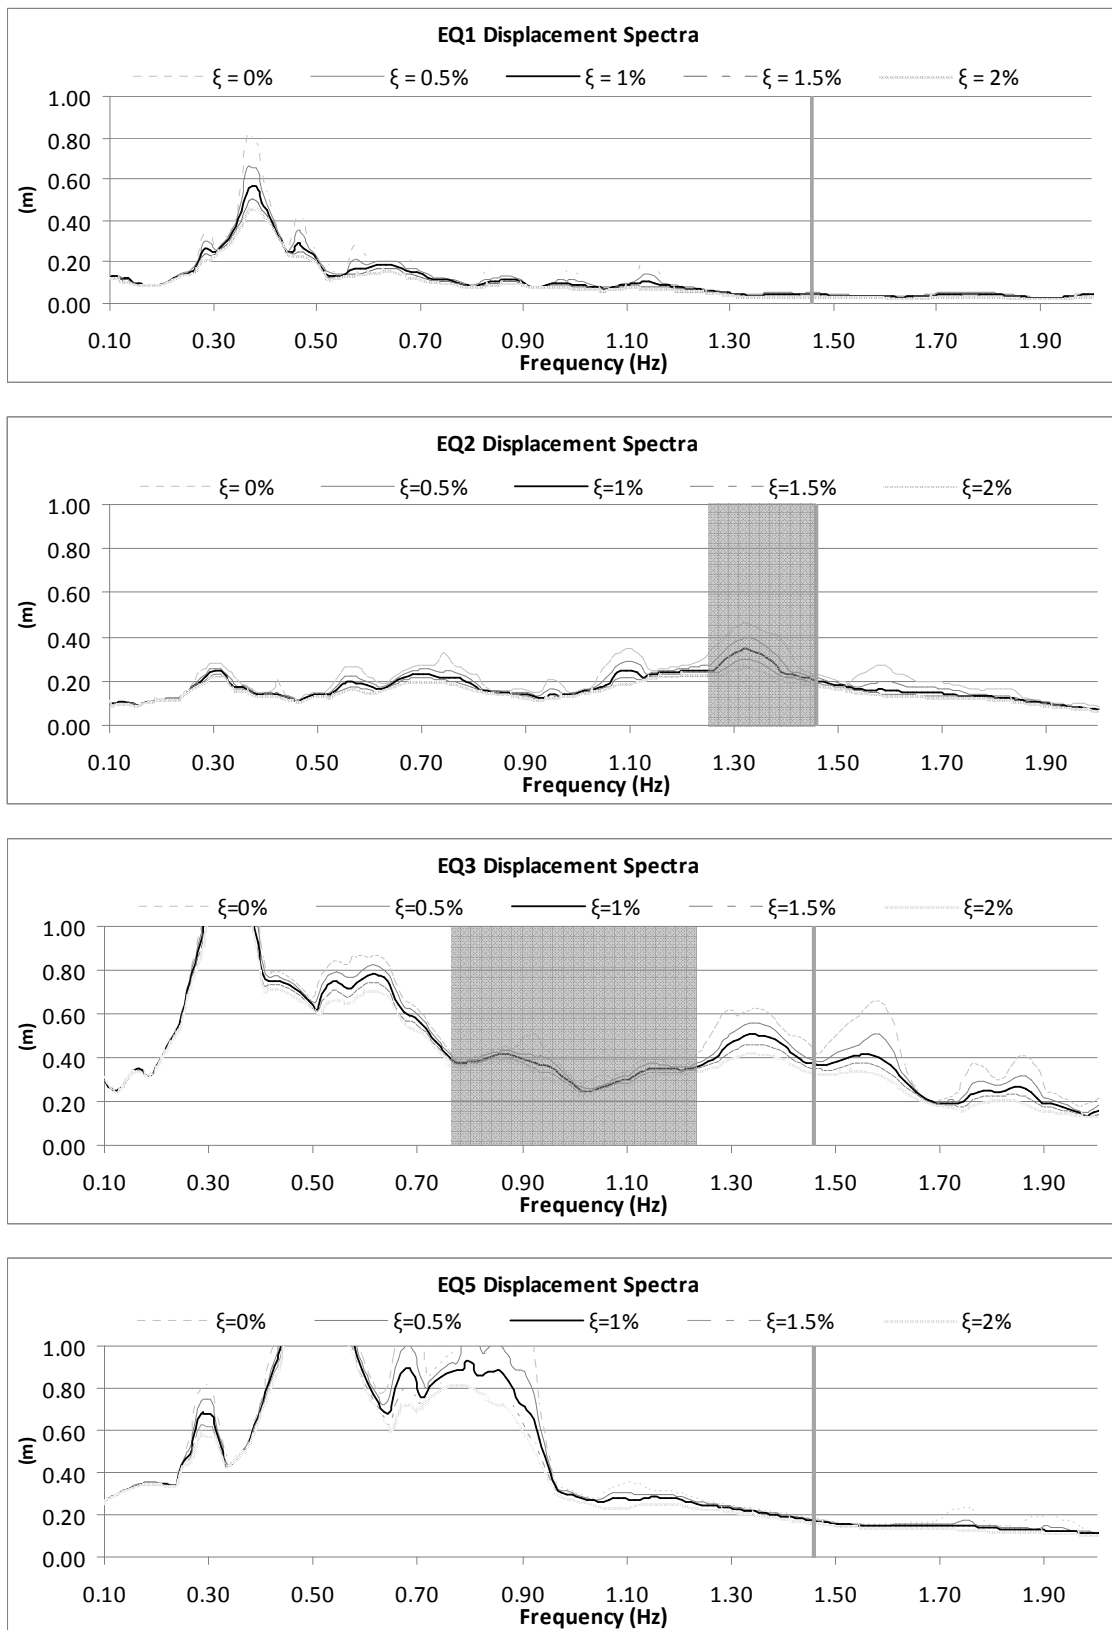 EQ1 Displacement Spectra
ξ = 0% ξ = 0.5% ξ = 1% ξ = 1.5% ξ = 2%
1.00
0.80
0.60
0.40
0.20
0.00
(m)
0.10 0.30 0.50 0.70 0.90 1.10 1.30 1.50 1.70 1.90
Frequency (Hz)
EQ2 Displacement Spectra
ξ= 0% ξ=0.5% ξ=1% ξ=1.5% ξ=2%
1.00
0.80
0.60
0.40
0.20
0.00
(m)
0.10 0.30 0.50 0.70 0.90 1.10 1.30 1.50 1.70 1.90
Frequency (Hz)
EQ3 Displacement Spectra
ξ=0% ξ=0.5% ξ=1% ξ=1.5% ξ=2%
1.00
0.80
0.60
0.40
0.20
0.00
(m)
0.10 0.30 0.50 0.70 0.90 1.10 1.30 1.50 1.70 1.90
Frequency (Hz)
EQ5 Displacement Spectra
ξ=0% ξ=0.5% ξ=1% ξ=1.5% ξ=2%
1.00
0.80
0.60
0.40
0.20
0.00
(m)
0.10 0.30 0.50 0.70 0.90 1.10 1.30 1.50 1.70 1.90
Frequency (Hz)